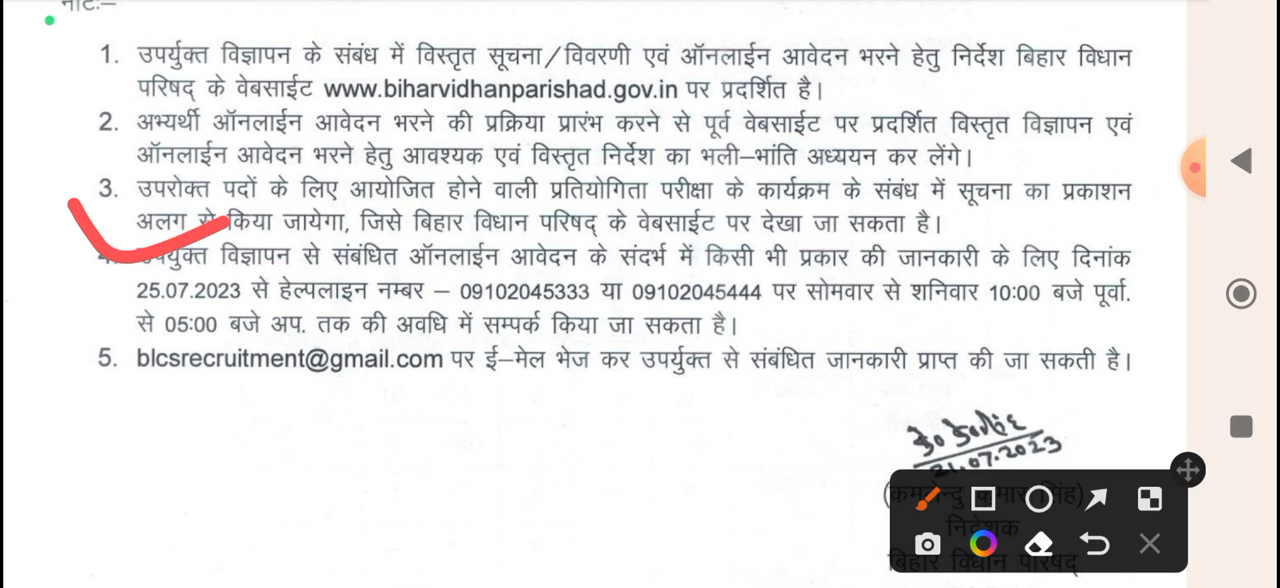 नोटः–
1. उपर्युक्त विज्ञापन के संबंध में विस्तृत सूचना/विवरणी एवं ऑनलाईन आवेदन भरने हेतु निर्देश बिहार विधान
परिषद् के वेबसाईट www.biharvidhanparishad.gov.in पर प्रदर्शित है।
2. अभ्यर्थी ऑनलाईन आवेदन भरने की प्रक्रिया प्रारंभ करने से पूर्व वेबसाईट पर प्रदर्शित विस्तृत विज्ञापन एवं
ऑनलाईन आवेदन भरने हेतु आवश्यक एवं विस्तृत निर्देश का भली–भांति अध्ययन कर लेंगे।
3. उपरोक्त पदों के लिए आयोजित होने वाली प्रतियोगिता परीक्षा के कार्यक्रम के संबंध में सूचना का प्रकाशन
अलग से किया जायेगा, जिसे बिहार विधान परिषद् के वेबसाईट पर देखा जा सकता है।
4. उपर्युक्त विज्ञापन से संबंधित ऑनलाईन आवेदन के संदर्भ में किसी भी प्रकार की जानकारी के लिए दिनांक
25.07.2023 से हेल्पलाइन नम्बर – 09102045333 या 09102045444 पर सोमवार से शनिवार 10:00 बजे पूर्वा.
से 05:00 बजे अप. तक की अवधि में सम्पर्क किया जा सकता है।
5. blcsrecruitment@gmail.com पर ई–मेल भेज कर उपर्युक्त से संबंधित जानकारी प्राप्त की जा सकती है।
21.07.2023
कुमार सिंह)
निदेशक
बिहार विधान परिषद्